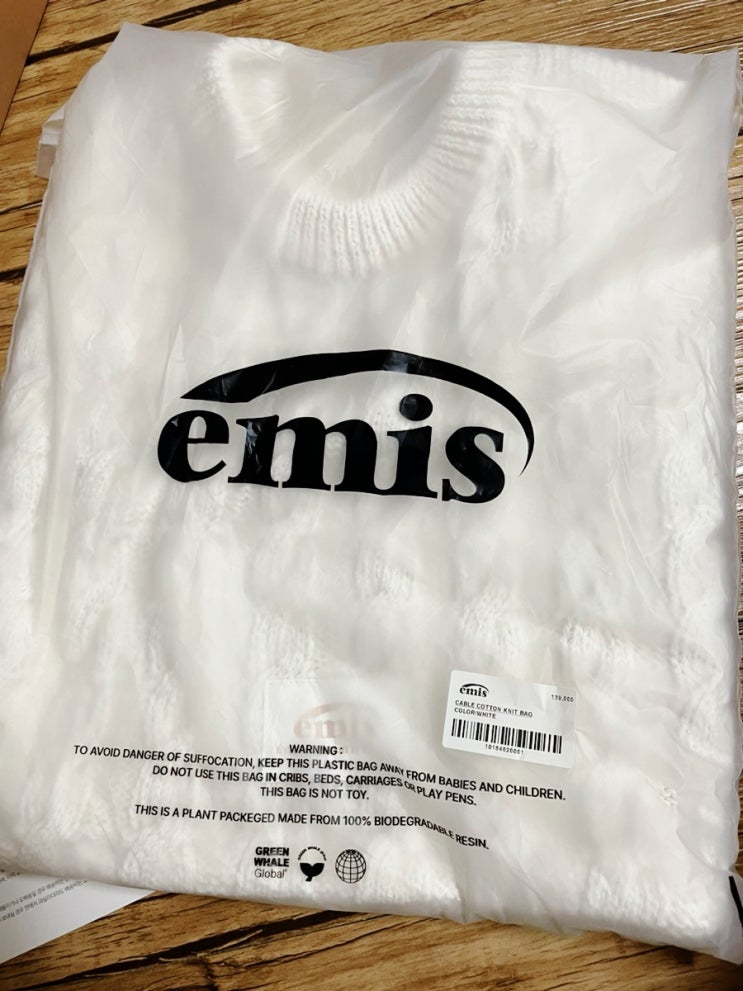 emis
emis 139,000
CABLE COTTON KNIT BAG
COLOR:WHITE
emis
WARNING :
TO AVOID DANGER OF SUFFOCATION, KEEP THIS PLASTIC BAG AWAY FROM BABIES AND CHILDREN.
DO NOT USE THIS BAG IN CRIBS, BEDS, CARRIAGES OR PLAY PENS.
THIS BAG IS NOT TOY.
THIS IS A PLANT PACKEGED MADE FROM 100% BIODEGRADABLE RESIN.
GREEN
WHALE
Global